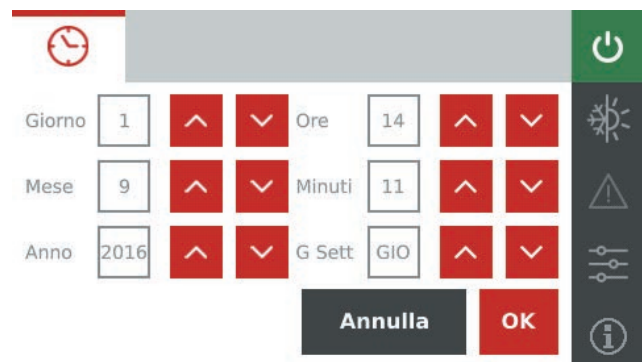 Giorno 1 Ore 14
Mese 9 Minuti 11
Anno 2016 G Sett GIO
Annulla OK